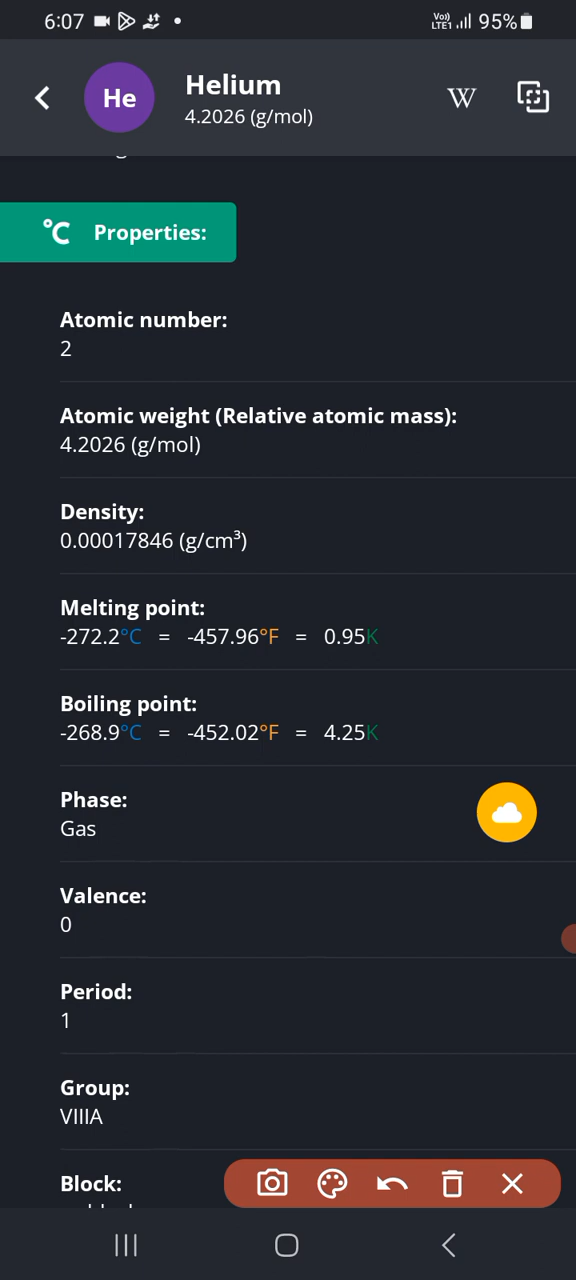 6:07 Vo)) LTE1 95%
He Helium W
4.2026 (g/mol)
°C Properties:
Atomic number:
2
Atomic weight (Relative atomic mass):
4.2026 (g/mol)
Density:
0.00017846 (g/cm³)
Melting point:
-272.2°C = -457.96°F = 0.95K
Boiling point:
-268.9°C = -452.02°F = 4.25K
Phase:
Gas
Valence:
0
Period:
1
Group:
VIIIA
Block: